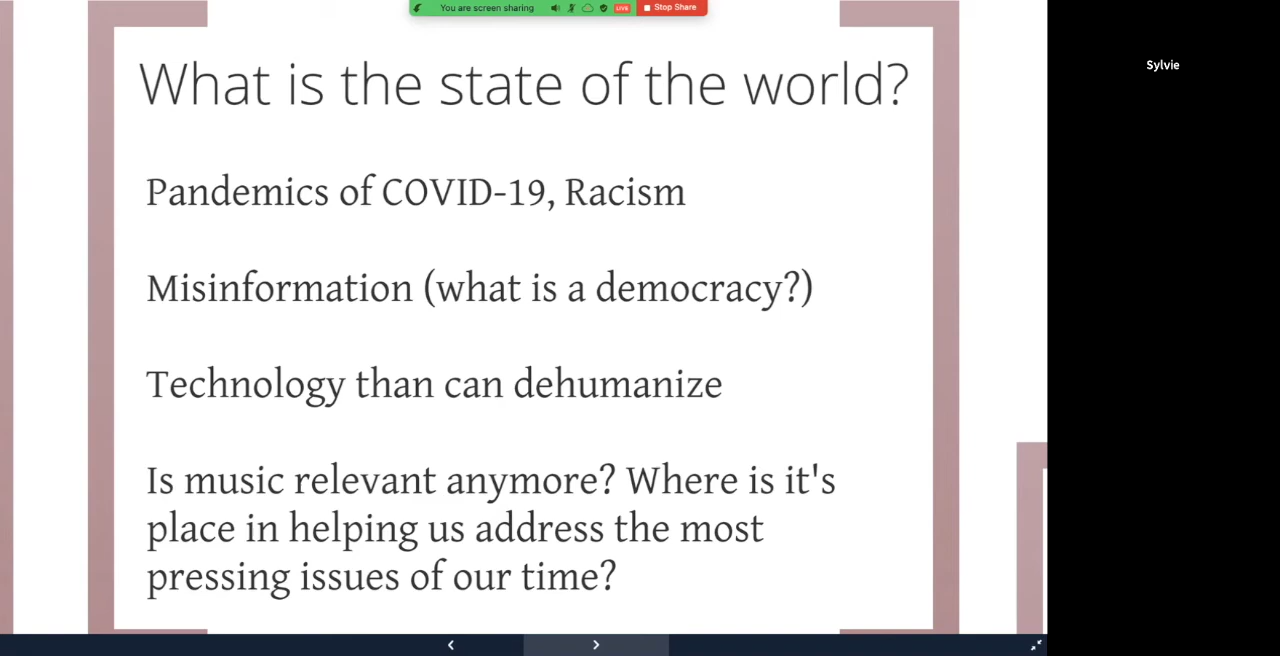 You are screen sharing
LIVE
Stop Share
Sylvie
What is the state of the world?
Pandemics of COVID-19, Racism
Misinformation (what is a democracy?)
Technology than can dehumanize
Is music relevant anymore? Where is it's
place in helping us address the most
pressing issues of our time?